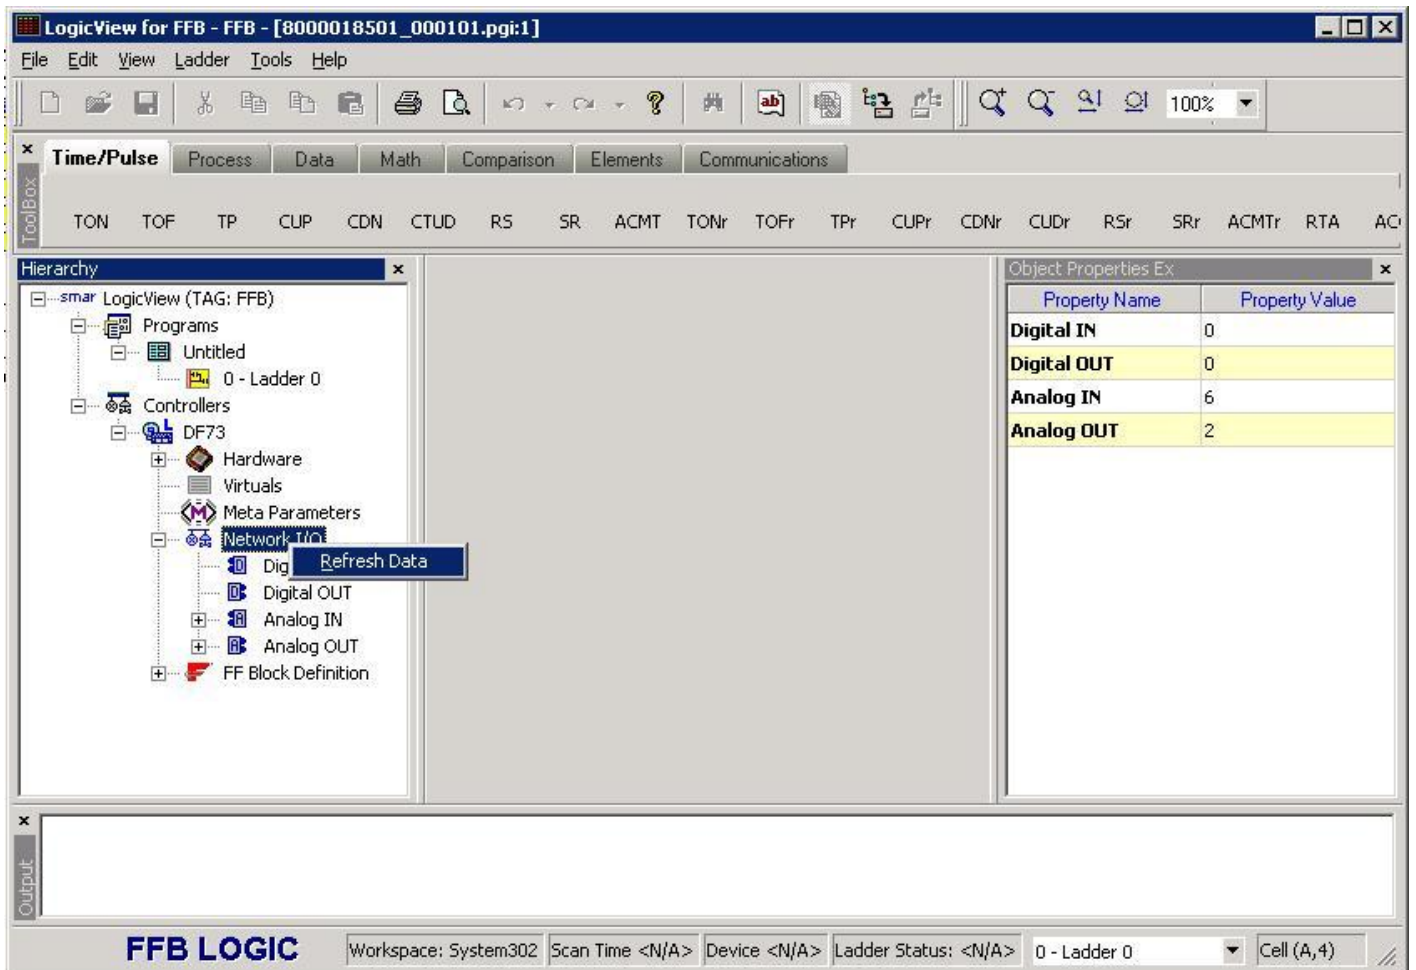 LogicView for FFB - FFB - [8000018501_000101.pgi:1]
File Edit View Ladder Tools Help
100%
ToolBox
Time/Pulse Process Data Math Comparison Elements Communications
TON TOF TP CUP CDN CTUD RS SR ACMT TONr TOFr TPr CUPr CDNr CUDr RSr SRr ACMTr RTA
Hierarchy
smar LogicView (TAG: FFB)
Programs
Untitled
0 - Ladder 0
Controllers
DF73
Hardware
Virtuals
Meta Parameters
Network I/O
Refresh Data
Digital OUT
Analog IN
Analog OUT
FF Block Definition
Object Properties Ex
Property Name Property Value
Digital IN 0
Digital OUT 0
Analog IN 6
Analog OUT 2
Output
FFB LOGIC Workspace: System302 Scan Time <N/A> Device <N/A> Ladder Status: <N/A> 0 - Ladder 0 Cell (A,4)